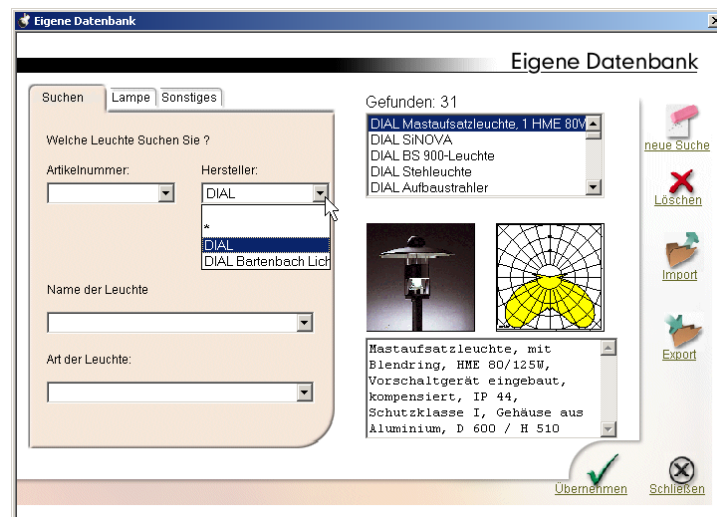 Eigene Datenbank
Eigene Datenbank
Suchen
Lampe
Sonstiges
Welche Leuchte Suchen Sie ?
Artikelnummer:
Hersteller:
DIAL
*
DIAL
DIAL Bartenbach Lich
Name der Leuchte
Art der Leuchte:
Gefunden: 31
DIAL Mastaufsatzleuchte, 1 HME 80W
DIAL SiNOVA
DIAL BS 900-Leuchte
DIAL Stehleuchte
DIAL Aufbaustrahler
Mastaufsatzleuchte, mit
Blendring, HME 80/125W,
Vorschaltgerät eingebaut,
kompensiert, IP 44,
Schutzklasse I, Gehäuse aus
Aluminium, D 600 / H 510
neue Suche
Löschen
Import
Export
Übernehmen
Schließen